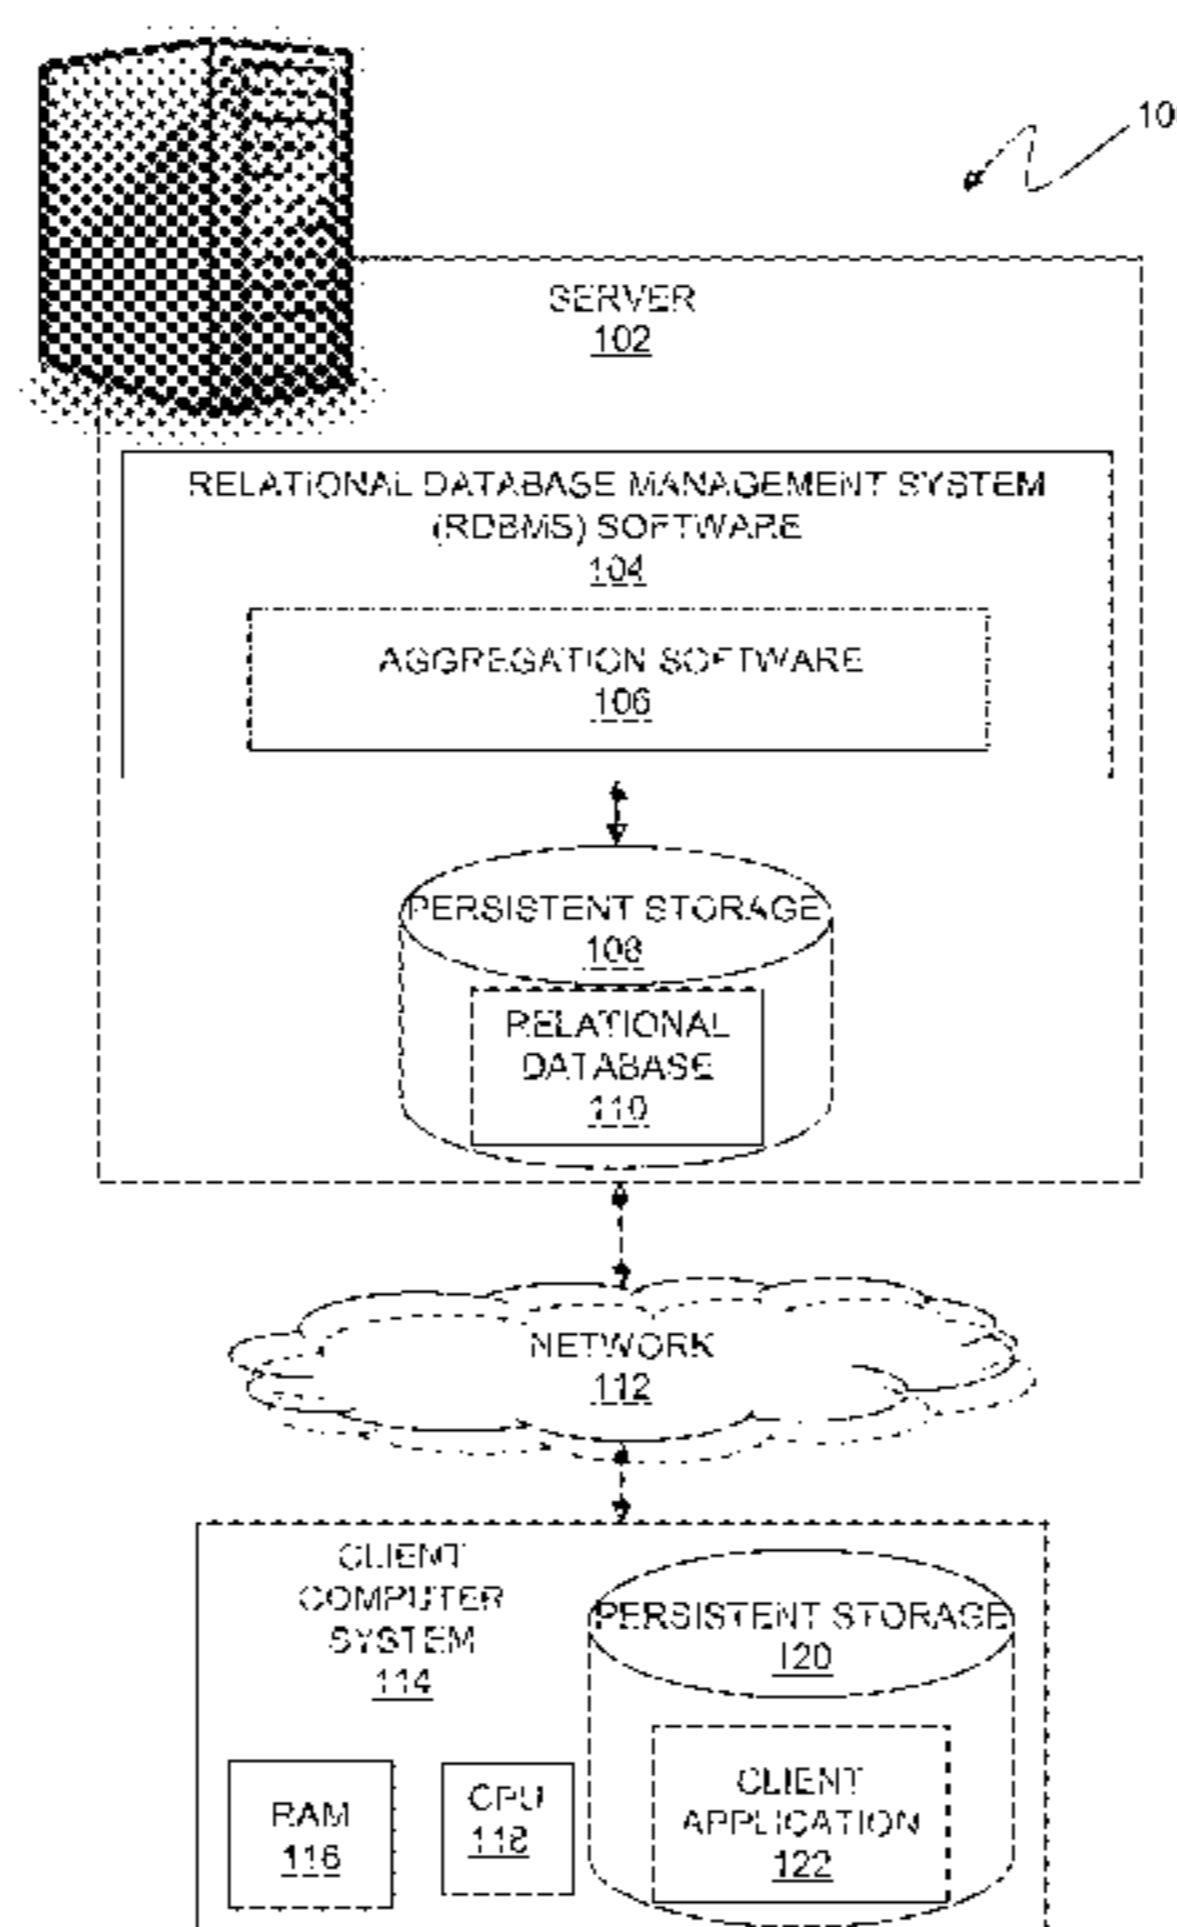 10
SERVER
102
RELATIONAL DATABASE MANAGEMENT SYSTEM
(RDBMS) SOFTWARE
104
AGGREGATION SOFTWARE
106
PERSISTENT STORAGE
108
RELATIONAL
DATABASE
110
NETWORK
112
CLIENT
COMPUTER
SYSTEM
114
PERSISTENT STORAGE
120
RAM
116
CPU
118
CLIENT
APPLICATION
122